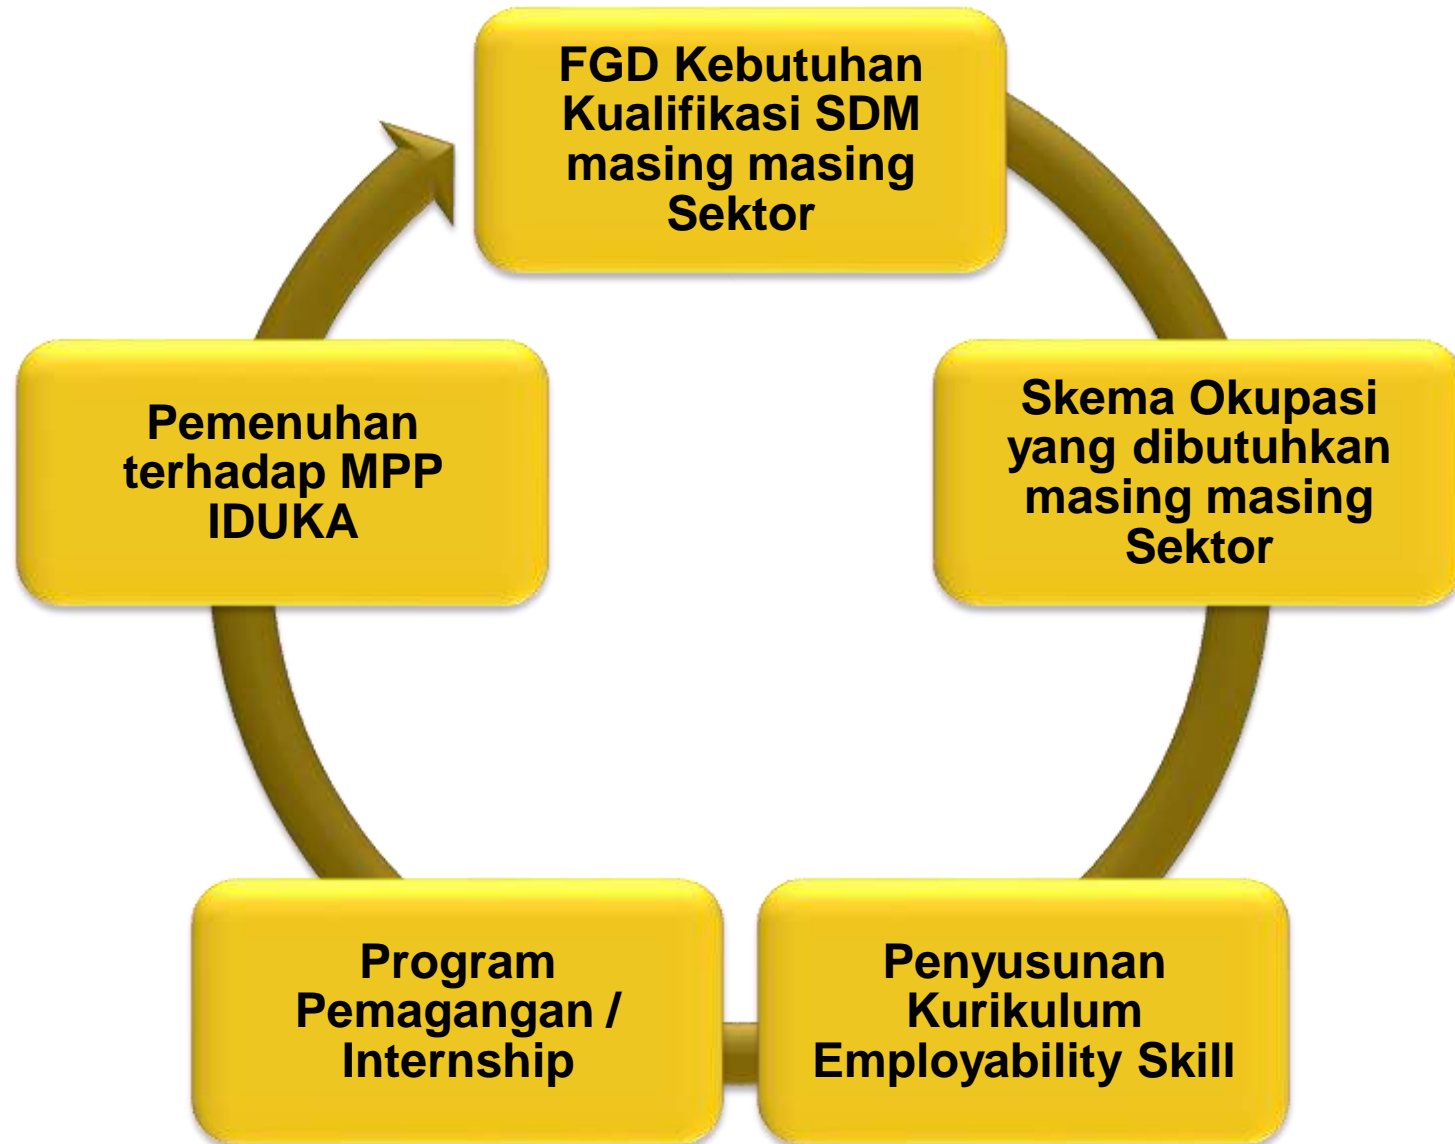 FGD Kebutuhan
Kualifikasi SDM
masing masing
Sektor
Skema Okupasi
yang dibutuhkan
masing masing
Sektor
Penyusunan
Kurikulum
Employability Skill
Program
Pemagangan /
Internship
Pemenuhan
terhadap MPP
IDUKA